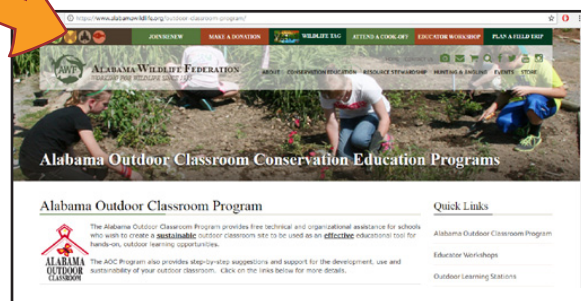 https://www.alabamawildlife.org/outdoor-classroom-program/
JOIN/RENEW MAKE A DONATION WILDLIFE TAG ATTEND A COOK-OFF EDUCATOR WORKSHOP PLAN A FIELD TRIP
AWF ALABAMA WILDLIFE FEDERATION
ABOUT CONSERVATION EDUCATION RESOURCE STEWARDSHIP HUNTING & ANGLING EVENTS STORE
Alabama Outdoor Classroom Conservation Education Programs
Alabama Outdoor Classroom Program
The Alabama Outdoor Classroom Program provides free technical and organizational assistance for schools
who wish to create a sustainable outdoor classroom site to be used as an effective educational tool for
hands-on, outdoor learning opportunities.
The AOC Program also provides step-by-step suggestions and support for the development, use and
sustainability of your outdoor classroom. Click on the links below for more details.
ALABAMA
OUTDOOR
CLASSROOM
Quick Links
Alabama Outdoor Classroom Program
Educator Workshops
Outdoor Learning Stations